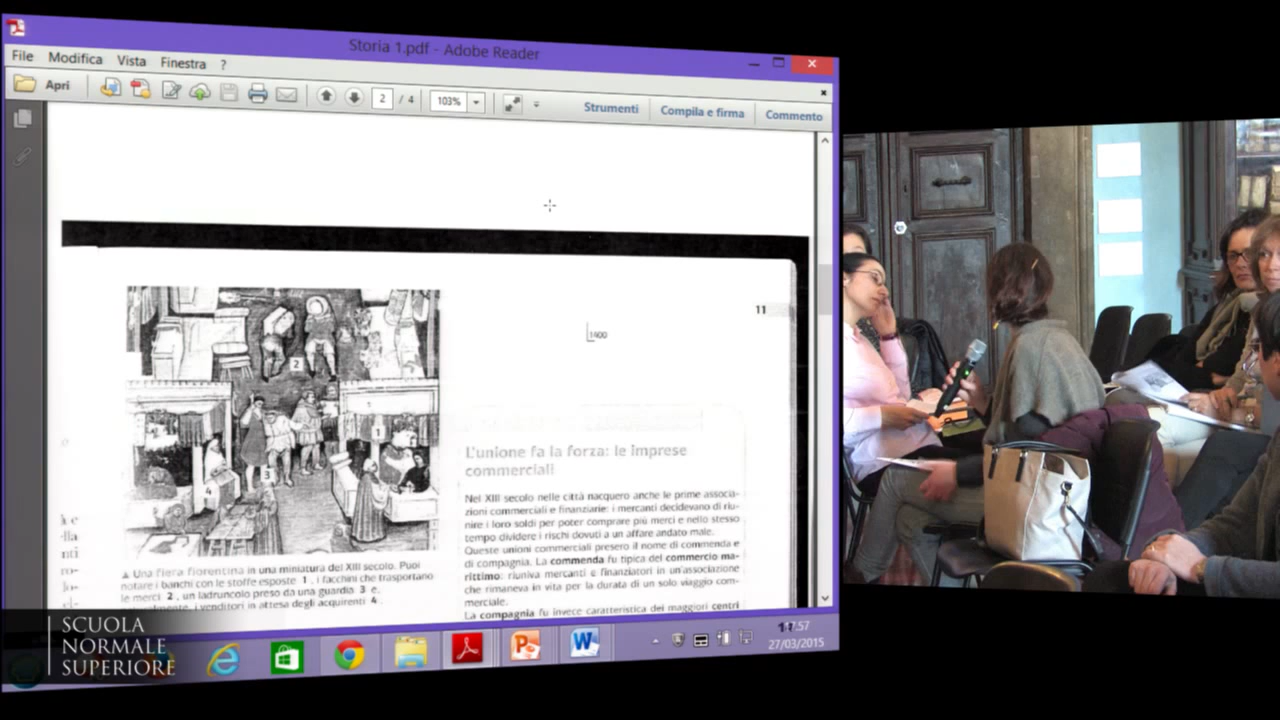 Storia 1.pdf - Adobe Reader
File Modifica Vista Finestra ?
Apri
2 / 4
103%
Strumenti
Compila e firma
Commento
11
1400
2
1
3
4
L'unione fa la forza: le imprese
commerciali
Nel XIII secolo nelle città nacquero anche le prime associa-
zioni commerciali e finanziarie: i mercanti decidevano di riu-
nire i loro soldi per poter comprare più merci e nello stesso
tempo dividere i rischi dovuti a un affare andato male.
Queste unioni commerciali presero il nome di commenda e
di compagnia. La commenda fu tipica del commercio ma-
rittimo: riuniva mercanti e finanziatori in un'associazione
che rimaneva in vita per la durata di un solo viaggio com-
merciale.
La compagnia fu invece caratteristica dei maggiori centri
▲ Una fiera fiorentina in una miniatura del XIII secolo. Puoi
notare i banchi con le stoffe esposte 1, i facchini che trasportano
le merci 2, un ladruncolo preso da una guardia 3 e,
i venditori in attesa degli acquirenti 4.
SCUOLA
NORMALE
SUPERIORE
27/03/2015